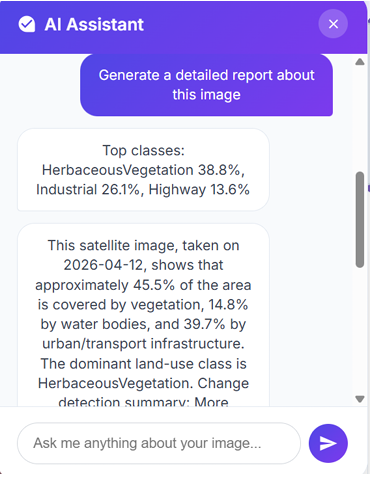 AI Assistant
Generate a detailed report about
this image
Top classes:
HerbaceousVegetation 38.8%,
Industrial 26.1%, Highway 13.6%
This satellite image, taken on
2026-04-12, shows that
approximately 45.5% of the area
is covered by vegetation, 14.8%
by water bodies, and 39.7% by
urban/transport infrastructure.
The dominant land-use class is
HerbaceousVegetation. Change
detection summary: More
Ask me anything about your image...